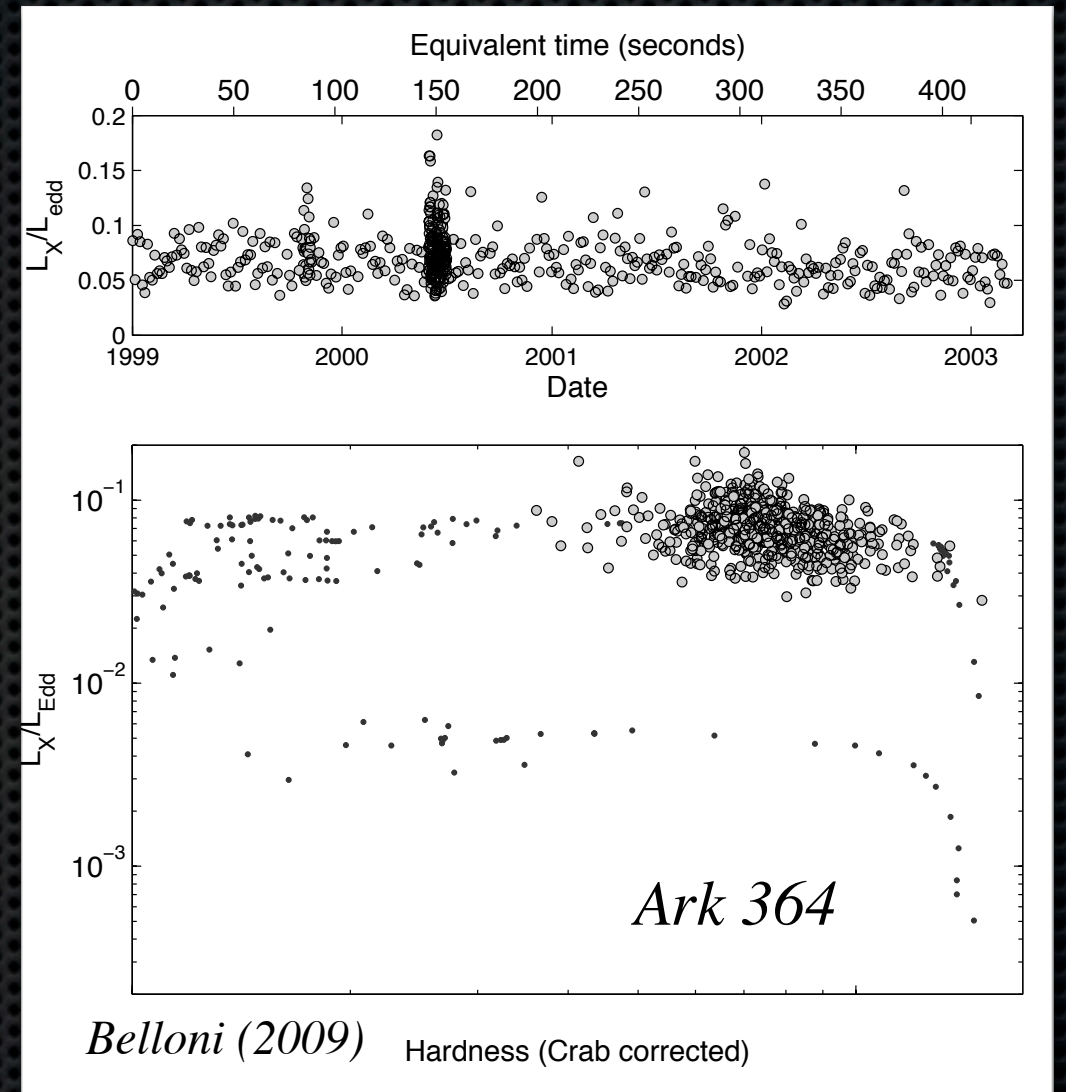 Equivalent time (seconds)
0 50 100 150 200 250 300 350 400
0.2
0.15
0.1
0.05
0
L_X/L_edd
1999 2000 2001 2002 2003
Date
10^-1
10^-2
10^-3
L_X/L_Edd
Ark 364
Belloni (2009)
Hardness (Crab corrected)